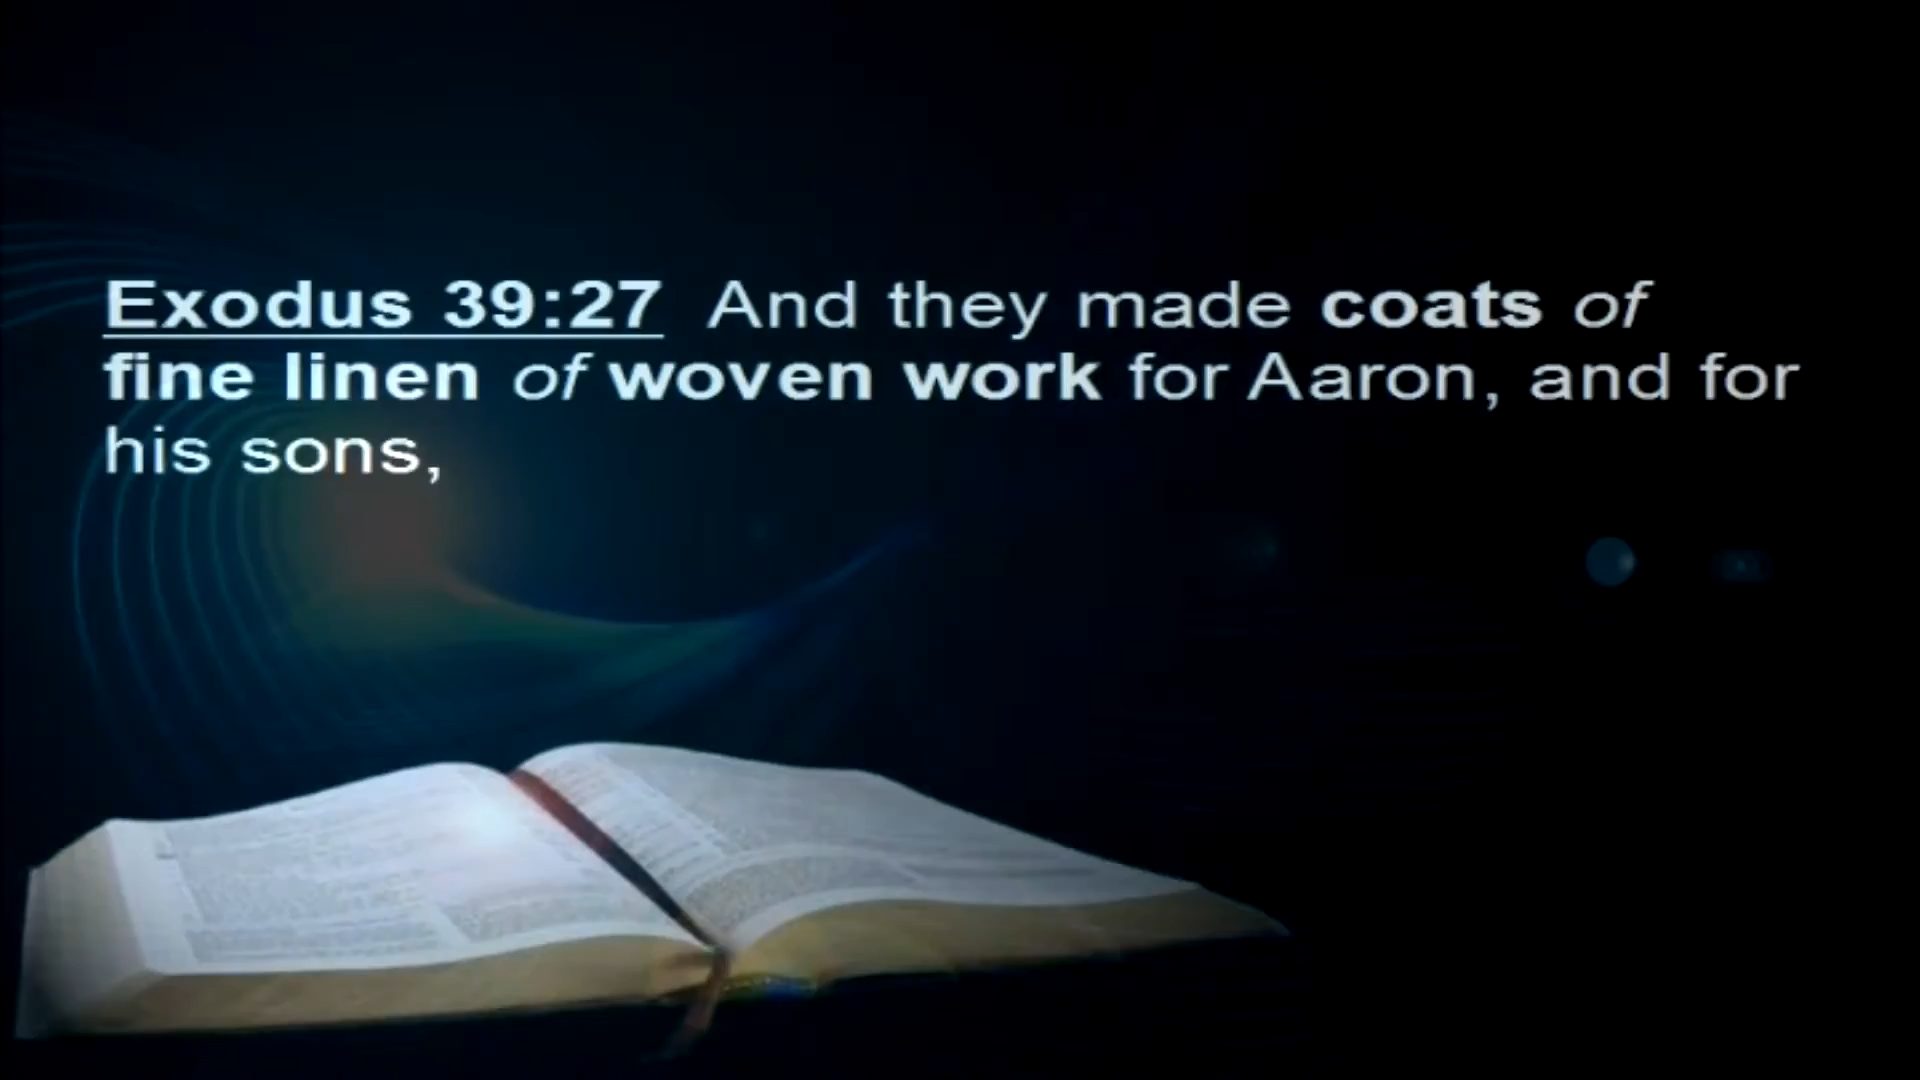 Exodus 39:27 And they made coats of
fine linen of woven work for Aaron, and for
his sons,